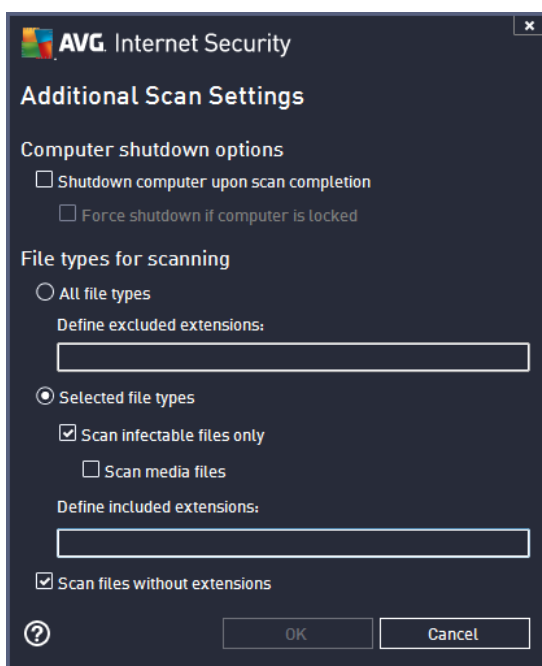 AVG. Internet Security
Additional Scan Settings
Computer shutdown options
Shutdown computer upon scan completion
Force shutdown if computer is locked
File types for scanning
All file types
Define excluded extensions:
Selected file types
Scan infectable files only
Scan media files
Define included extensions:
Scan files without extensions
? OK Cancel